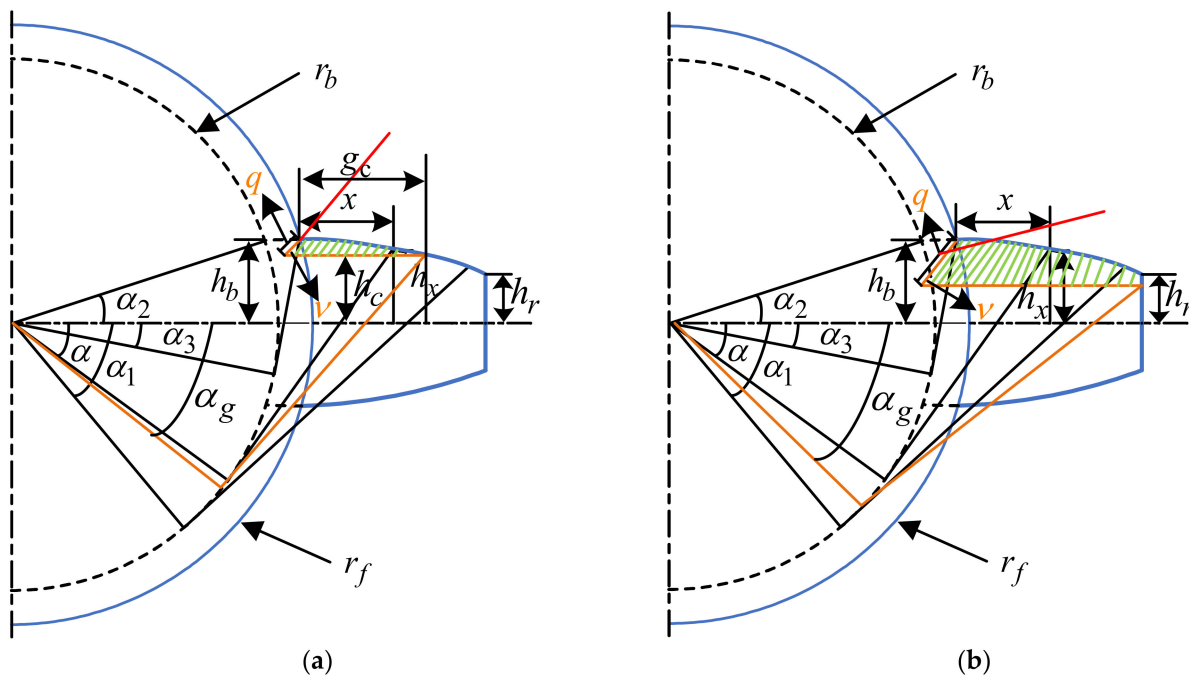 r_b
g_c
q
x
h_b
h_c
h_x
h_r
v
α_2
α
α_3
α_1
α_g
r_f
(a)
r_b
q
x
h_b
h_x
h_r
v
α_2
α
α_3
α_1
α_g
r_f
(b)